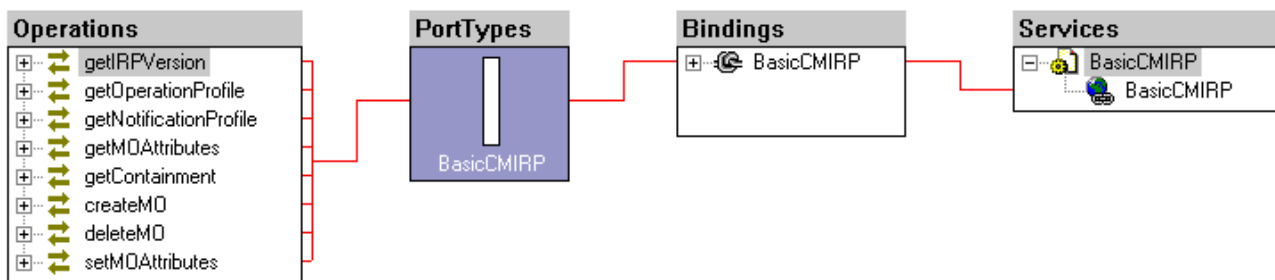 Operations
getIRPVersion
getOperationProfile
getNotificationProfile
getMOAttributes
getContainment
createMO
deleteMO
setMOAttributes
PortTypes
BasicCMIRP
Bindings
BasicCMIRP
Services
BasicCMIRP
BasicCMIRP